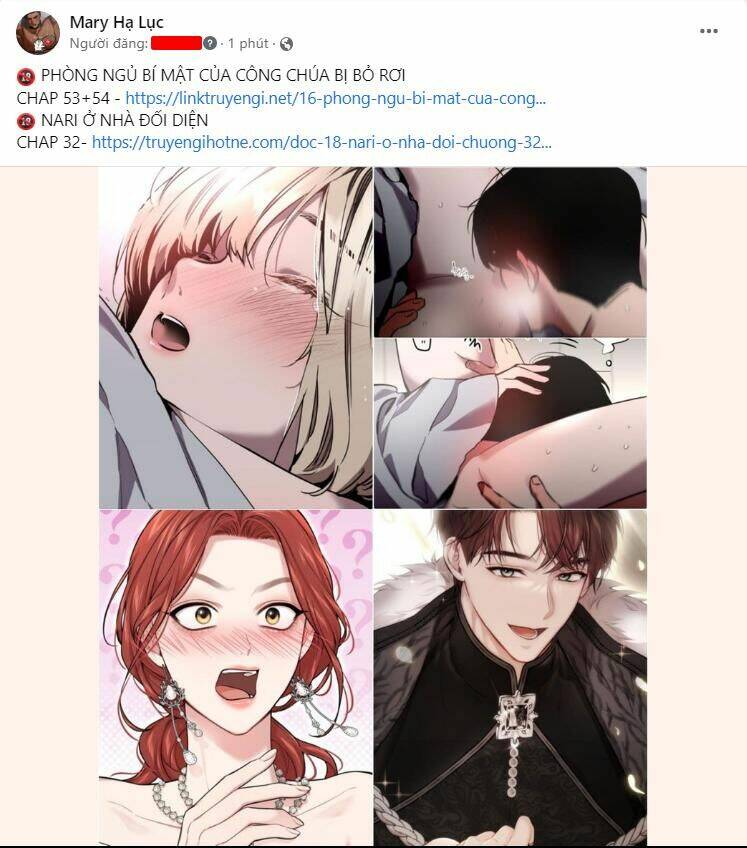 Mary Hạ Lục
Người đăng: · 1 phút ·
🔞 PHÒNG NGỦ BÍ MẬT CỦA CÔNG CHÚA BỊ BỎ RƠI
CHAP 53+54 - https://linktruyengi.net/16-phong-ngu-bi-mat-cua-cong...
🔞 NARI Ở NHÀ ĐỐI DIỆN
CHAP 32- https://truyengihotne.com/doc-18-nari-o-nha-doi-chuong-32...